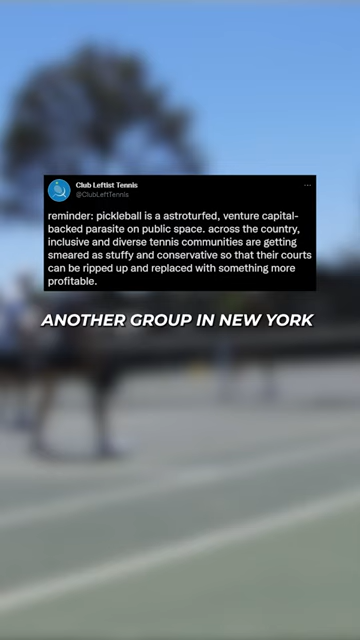 Club Leftist Tennis
@ClubLeftTennis
reminder: pickleball is a astroturfed, venture capital-
backed parasite on public space. across the country,
inclusive and diverse tennis communities are getting
smeared as stuffy and conservative so that their courts
can be ripped up and replaced with something more
profitable.
ANOTHER GROUP IN NEW YORK